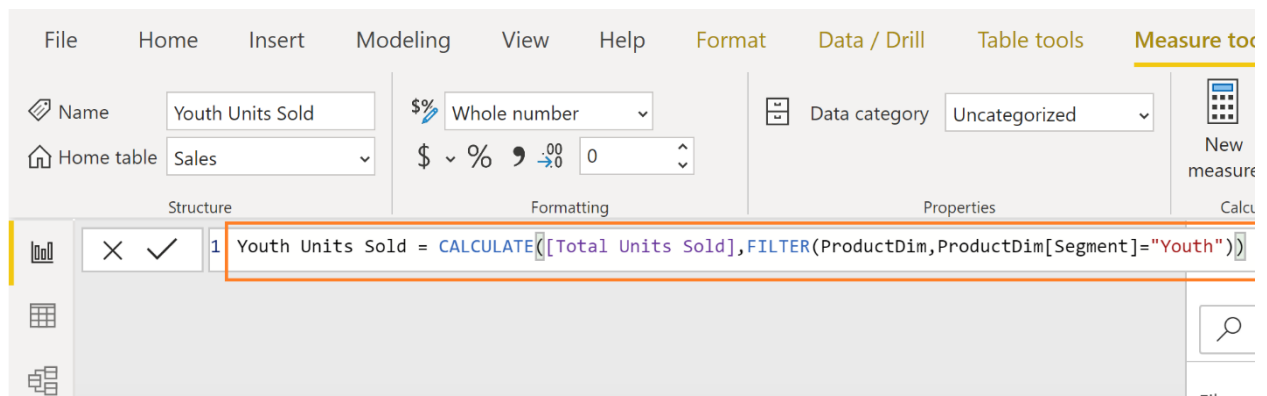 File Home Insert Modeling View Help Format Data / Drill Table tools Measure too
Name Youth Units Sold $% Whole number Data category Uncategorized
Home table Sales $ % 9 .00 .0 0 New
measure
Structure Formatting Properties Calcu
1 Youth Units Sold = CALCULATE([Total Units Sold],FILTER(ProductDim,ProductDim[Segment]="Youth"))